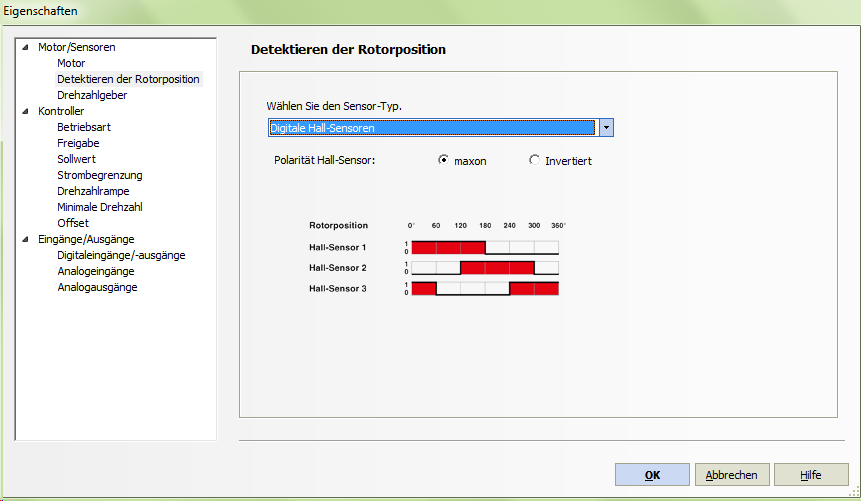 Eigenschaften
Motor/Sensoren
Motor
Detektieren der Rotorposition
Drehzahlgeber
Kontroller
Betriebsart
Freigabe
Sollwert
Strombegrenzung
Drehzahlrampe
Minimale Drehzahl
Offset
Eingänge/Ausgänge
Digitaleingänge/-ausgänge
Analogeingänge
Analogausgänge
Detektieren der Rotorposition
Wählen Sie den Sensor-Typ.
Digitale Hall-Sensoren
Polarität Hall-Sensor: maxon Invertiert
Rotorposition 0° 60 120 180 240 300 360°
Hall-Sensor 1 1
0
Hall-Sensor 2 1
0
Hall-Sensor 3 1
0
OK Abbrechen Hilfe